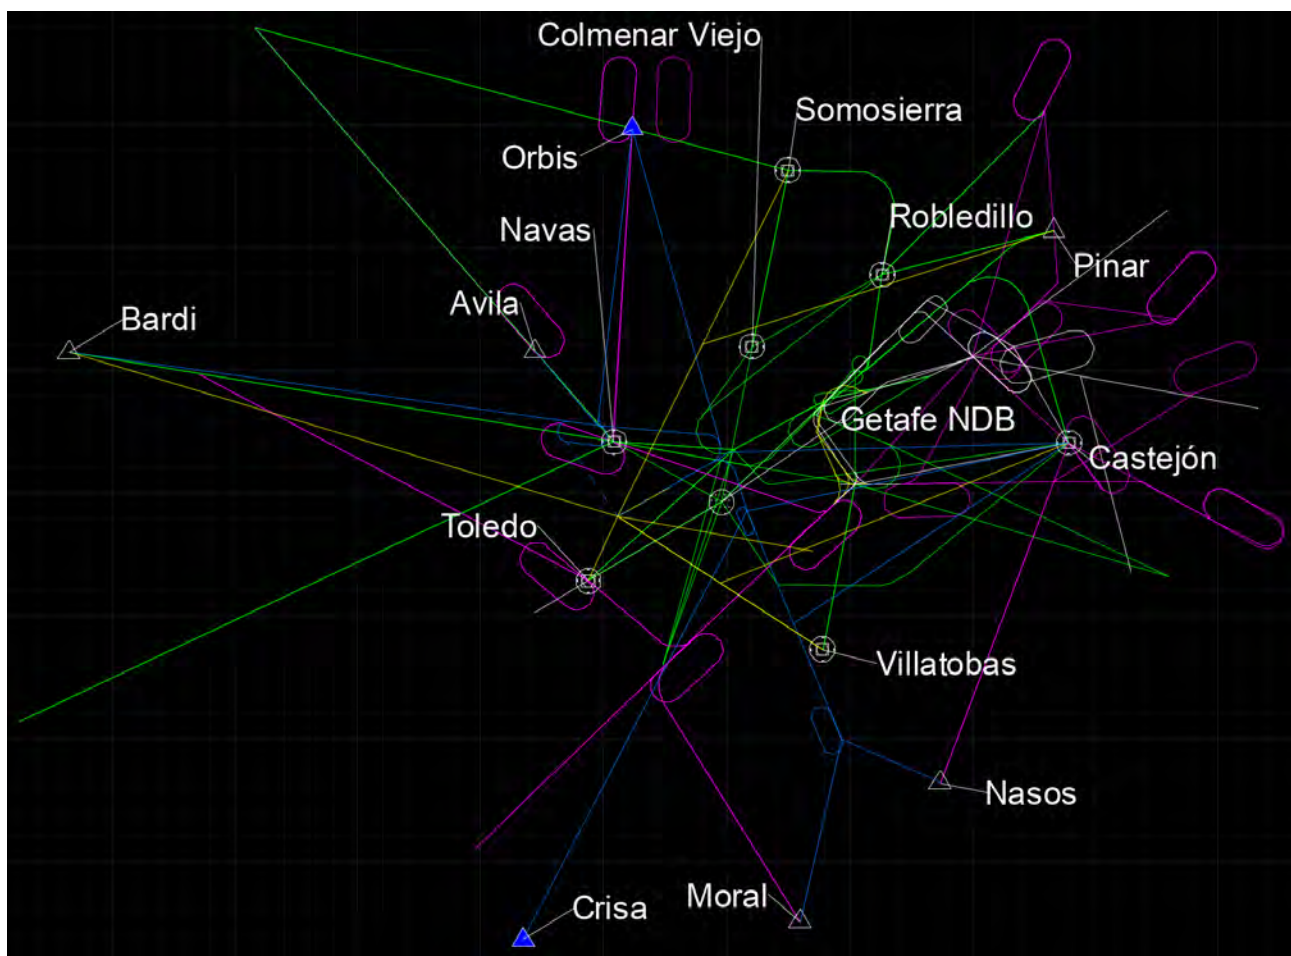 Colmenar Viejo
Somosierra
Orbis
Robledillo
Navas
Pinar
Avila
Bardi
Getafe NDB
Castejón
Toledo
Villatobas
Nasos
Moral
Crisa